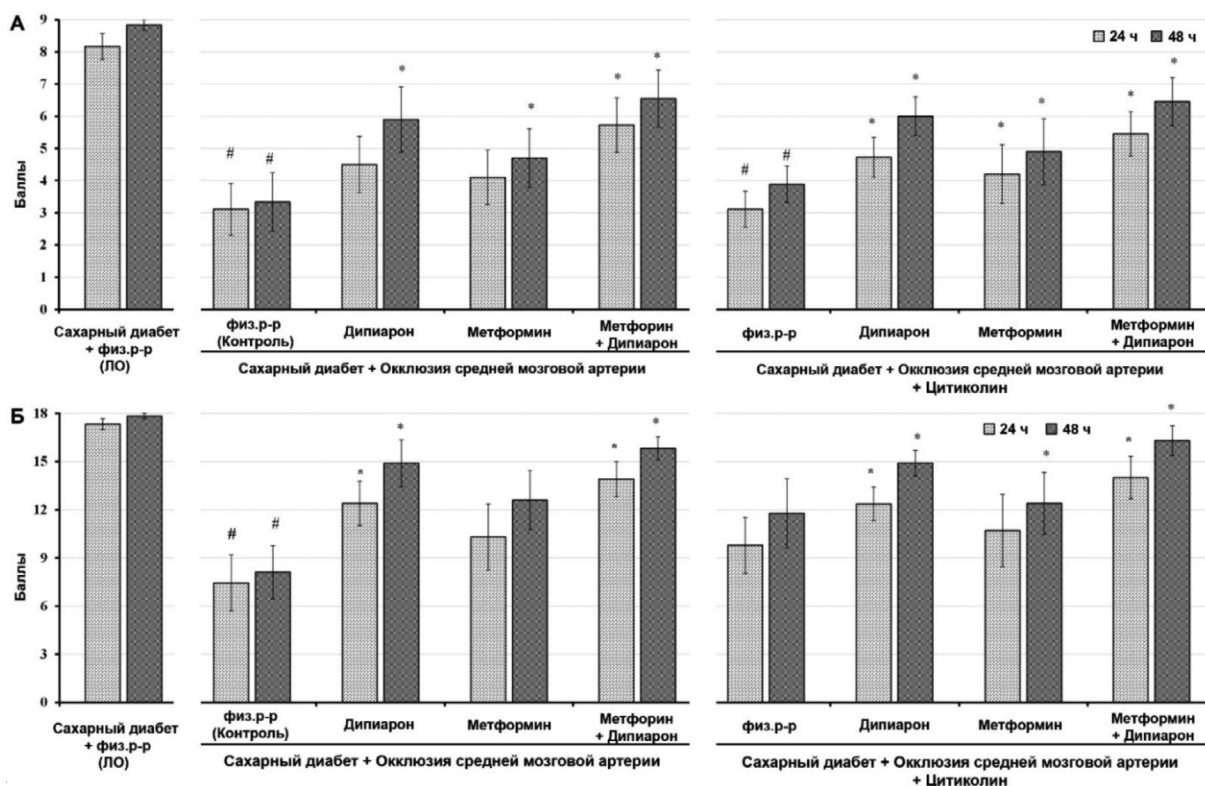 А
Баллы
9
8
7
6
5
4
3
2
1
0
24 ч 48 ч
# # * * * * # # * * * * * *
Сахарный диабет
+ физ.р-р
(ЛО)
физ.р-р
(Контроль)
Дипиарон
Метформин
Метфорин
+ Дипиарон
Сахарный диабет + Окклюзия средней мозговой артерии
физ.р-р
Дипиарон
Метформин
Метформин
+ Дипиарон
Сахарный диабет + Окклюзия средней мозговой артерии
+ Цитиколин
Б
Баллы
18
15
12
9
6
3
0
24 ч 48 ч
# # * * * * * * * * *
Сахарный диабет
+ физ.р-р
(ЛО)
физ.р-р
(Контроль)
Дипиарон
Метформин
Метфорин
+ Дипиарон
Сахарный диабет + Окклюзия средней мозговой артерии
физ.р-р
Дипиарон
Метформин
Метформин
+ Дипиарон
Сахарный диабет + Окклюзия средней мозговой артерии
+ Цитиколин